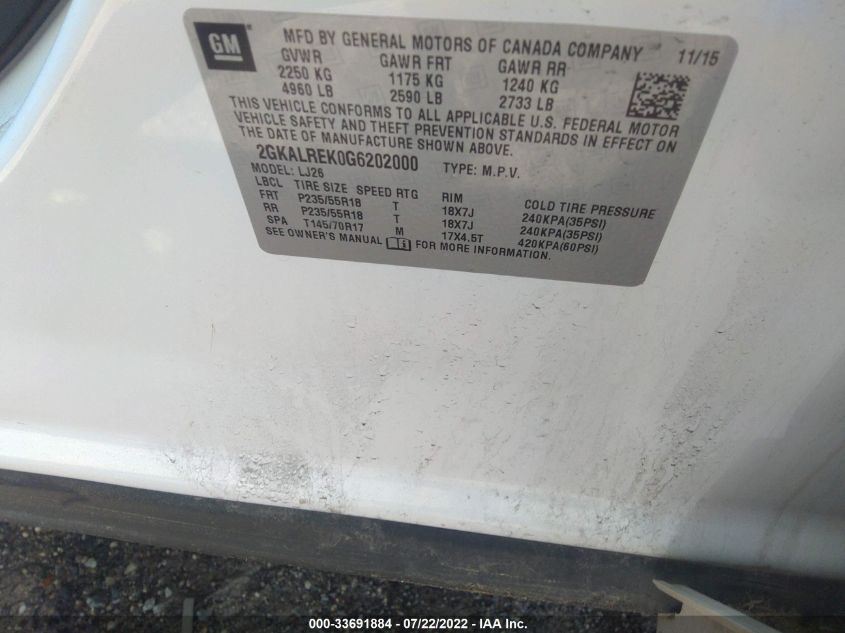 GM
MFD BY GENERAL MOTORS OF CANADA COMPANY 11/15
GVWR GAWR FRT GAWR RR
2250 KG 1175 KG 1240 KG
4960 LB 2590 LB 2733 LB
THIS VEHICLE CONFORMS TO ALL APPLICABLE U.S. FEDERAL MOTOR
VEHICLE SAFETY AND THEFT PREVENTION STANDARDS IN EFFECT ON
THE DATE OF MANUFACTURE SHOWN ABOVE.
2GKALREK0G6202000 TYPE: M.P.V.
MODEL: LJ26
LBCL TIRE SIZE SPEED RTG RIM COLD TIRE PRESSURE
FRT P235/55R18 T 18X7J 240KPA(35PSI)
RR P235/55R18 T 18X7J 240KPA(35PSI)
SPA T145/70R17 M 17X4.5T 420KPA(60PSI)
SEE OWNER'S MANUAL FOR MORE INFORMATION.
000-33691884 / 07/22/2022 - IAA Inc.